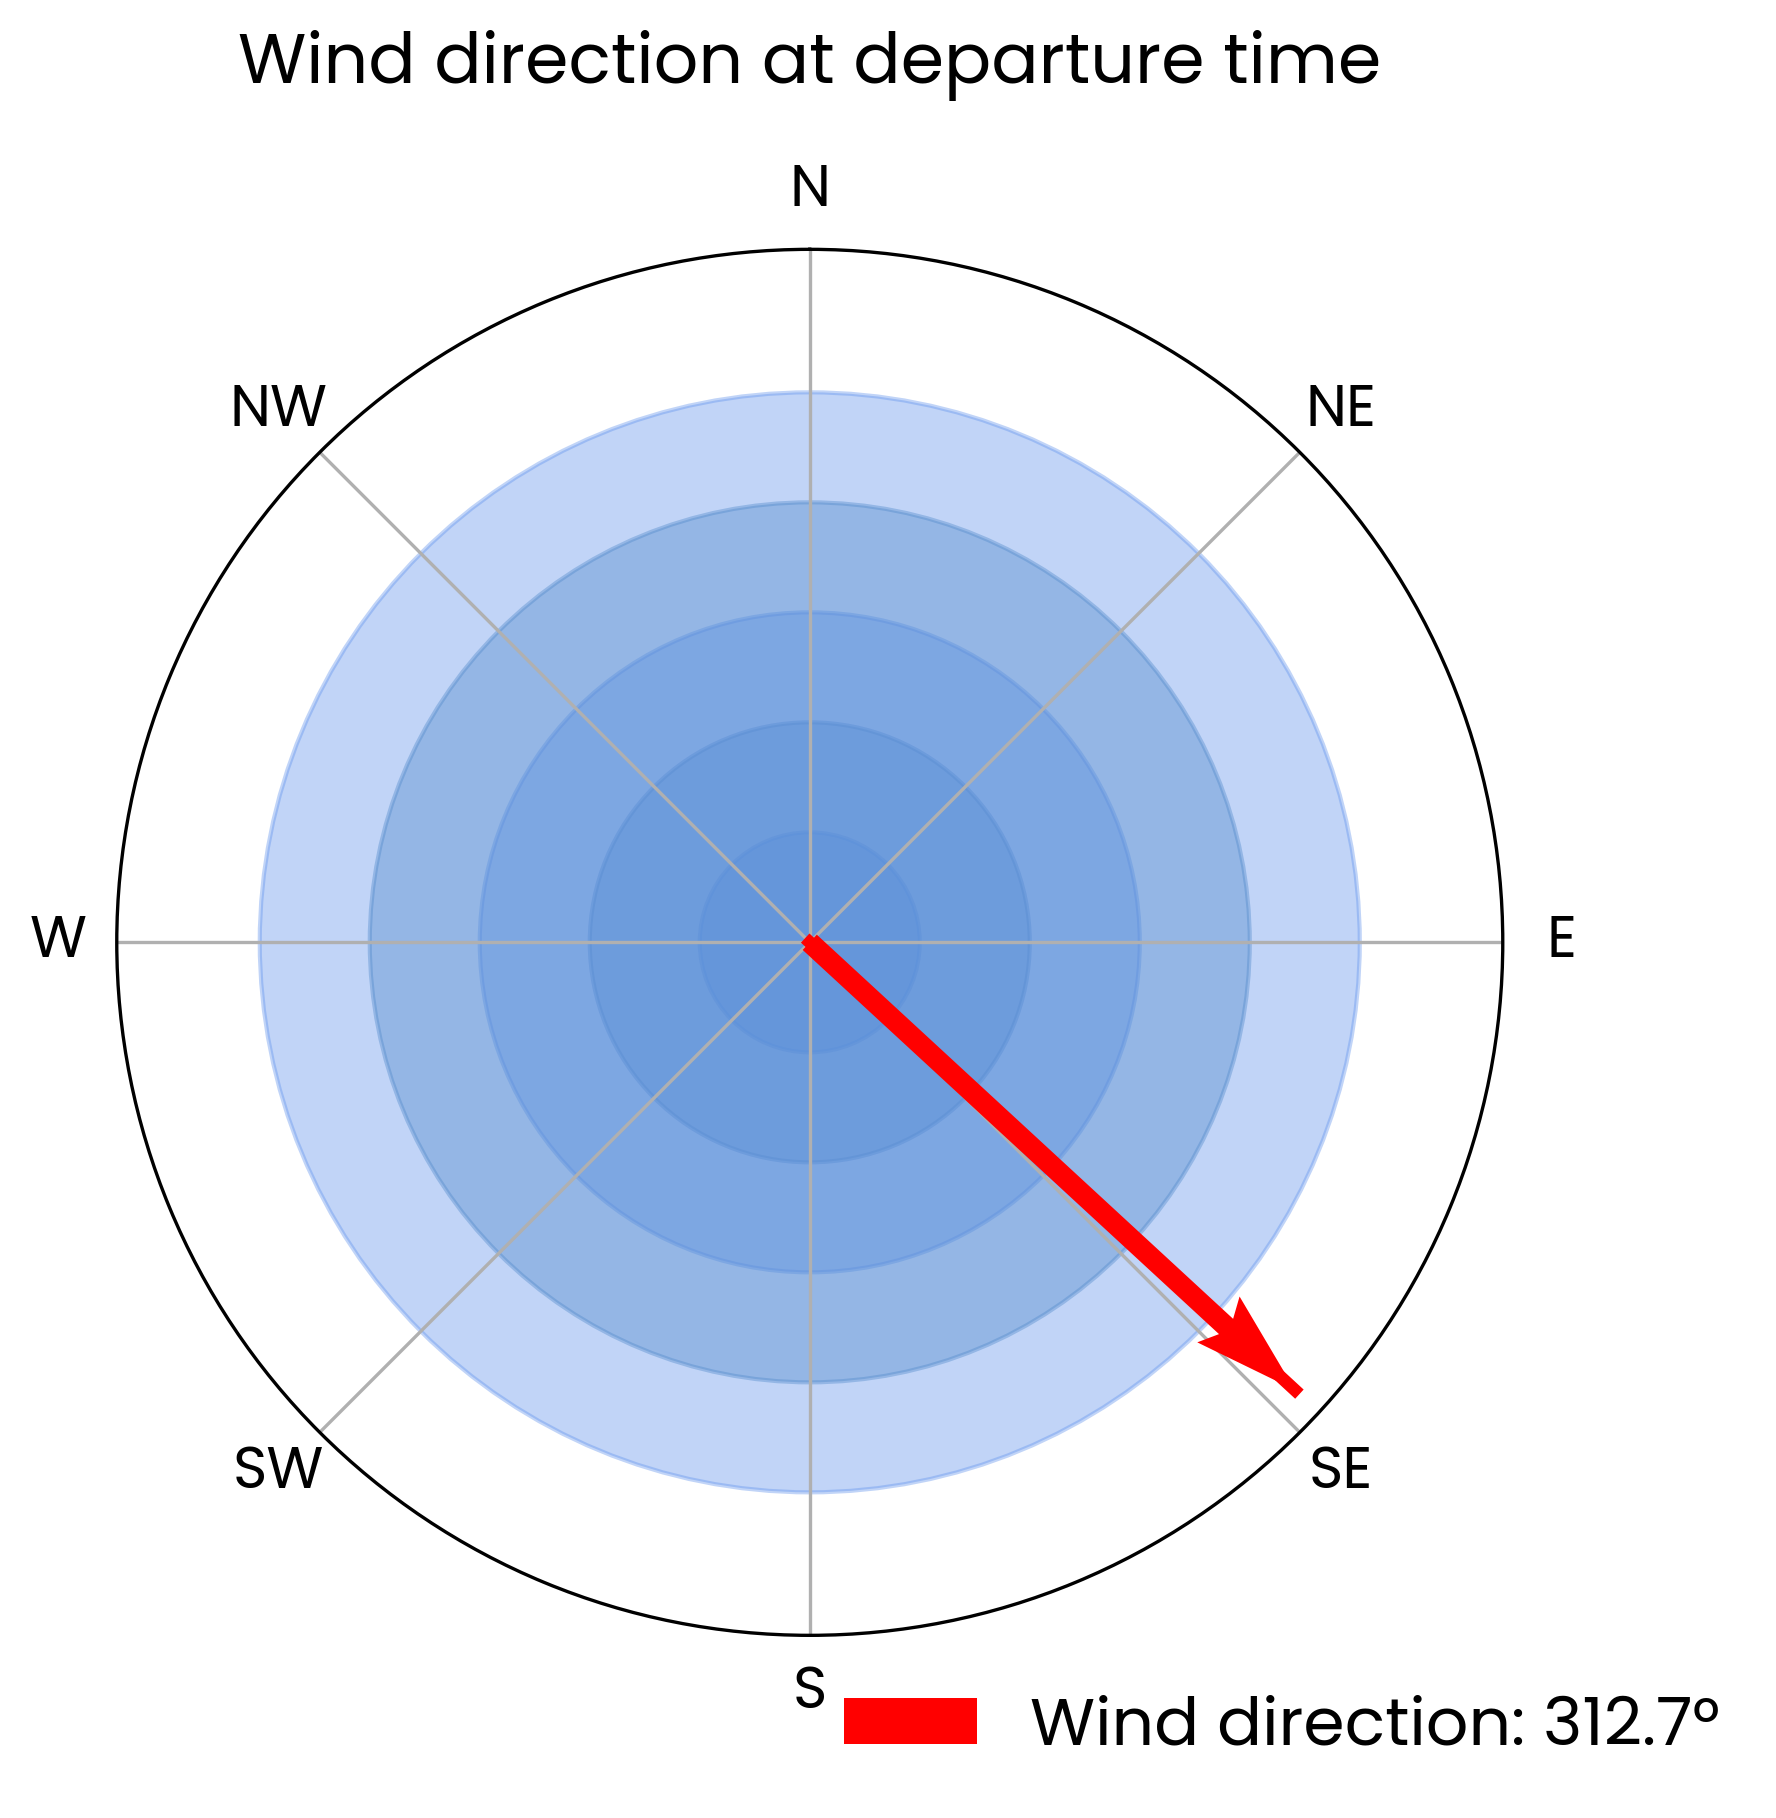 Wind direction at departure time
N
NW
NE
W
E
SW
SE
S
Wind direction: 312.7°